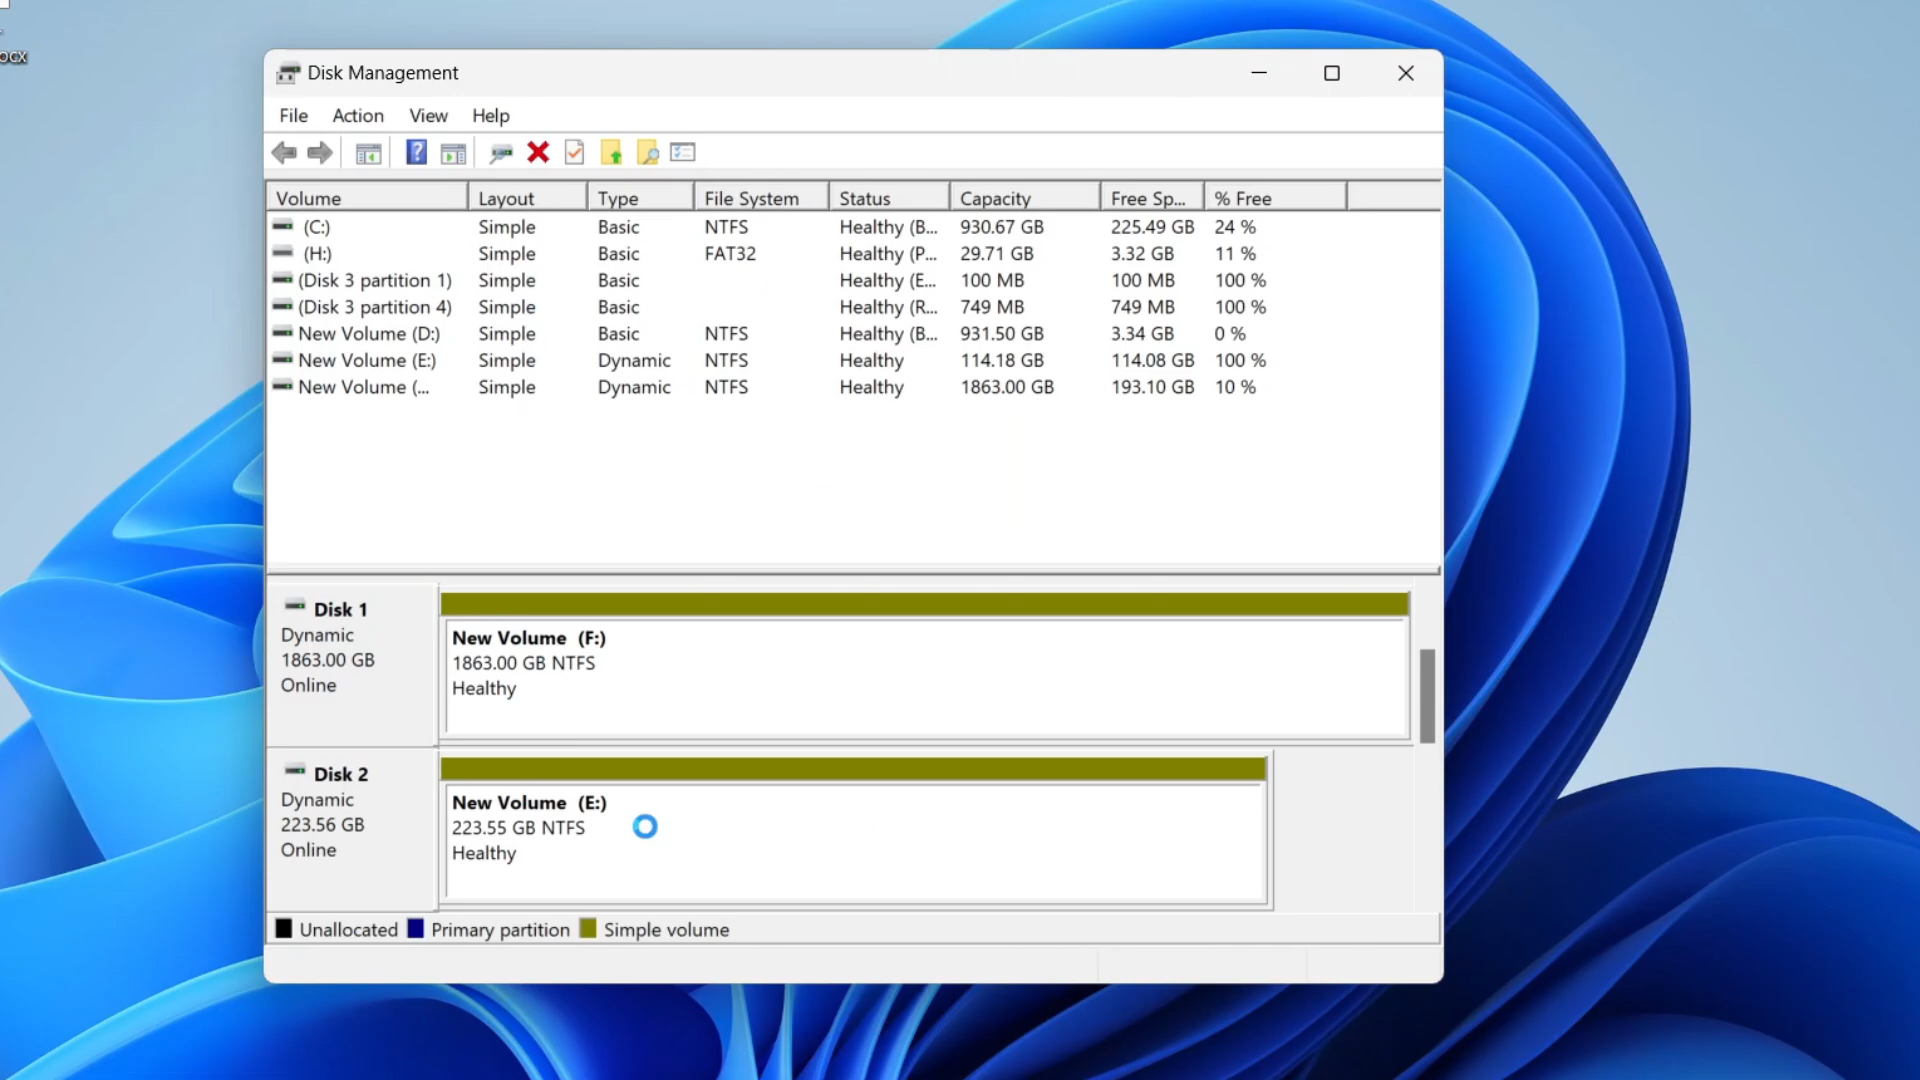 ocx
Disk Management
File Action View Help
Volume Layout Type File System Status Capacity Free Sp... % Free
(C:) Simple Basic NTFS Healthy (B... 930.67 GB 225.49 GB 24 %
(H:) Simple Basic FAT32 Healthy (P... 29.71 GB 3.32 GB 11 %
(Disk 3 partition 1) Simple Basic Healthy (E... 100 MB 100 MB 100 %
(Disk 3 partition 4) Simple Basic Healthy (R... 749 MB 749 MB 100 %
New Volume (D:) Simple Basic NTFS Healthy (B... 931.50 GB 3.34 GB 0 %
New Volume (E:) Simple Dynamic NTFS Healthy 114.18 GB 114.08 GB 100 %
New Volume (... Simple Dynamic NTFS Healthy 1863.00 GB 193.10 GB 10 %
Disk 1
Dynamic
1863.00 GB
Online
New Volume (F:)
1863.00 GB NTFS
Healthy
Disk 2
Dynamic
223.56 GB
Online
New Volume (E:)
223.55 GB NTFS
Healthy
Unallocated Primary partition Simple volume